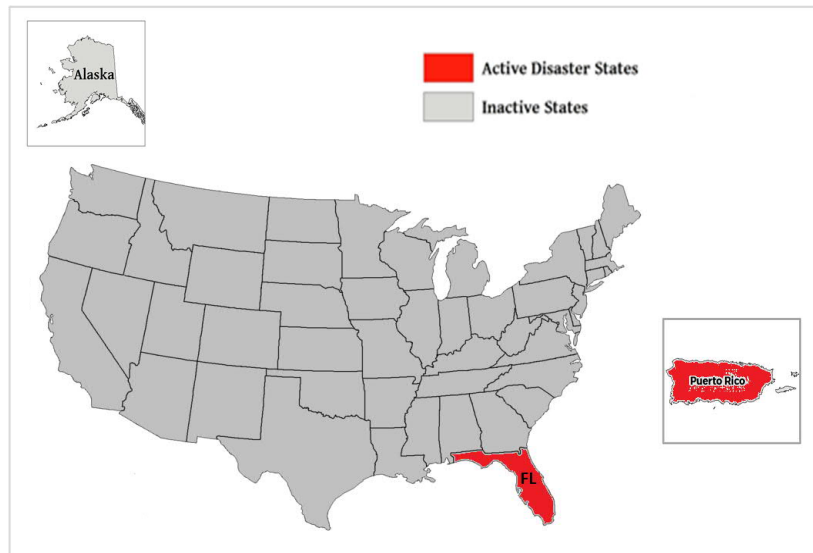 Alaska
Active Disaster States
Inactive States
Puerto Rico
FL